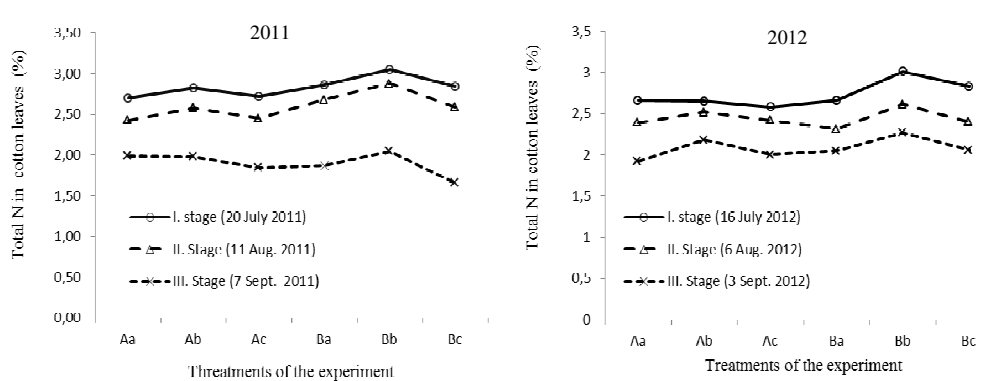 2011
Total N in cotton leaves (%)
3,50
3,00
2,50
2,00
1,50
1,00
0,50
0,00
I. stage (20 July 2011)
II. Stage (11 Aug. 2011)
III. Stage (7 Sept. 2011)
Aa Ab Ac Ba Bb Bc
Threatments of the experiment
2012
Total N in cotton leaves (%)
3,5
3
2,5
2
1,5
1
0,5
0
I. stage (16 July 2012)
II. Stage (6 Aug. 2012)
III. Stage (3 Sept. 2012)
Aa Ab Ac Ba Bb Bc
Treatments of the experiment